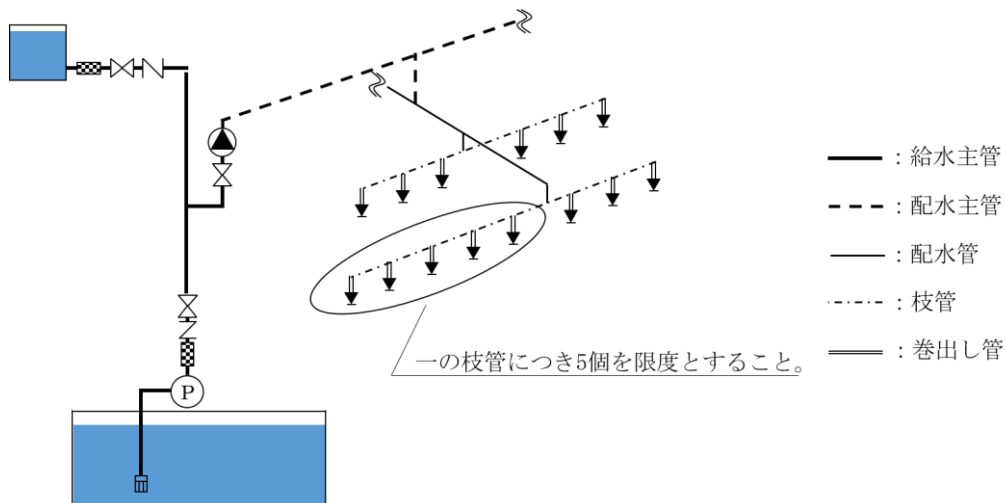 ：給水主管
：配水主管
：配水管
：枝管
：巻出し管
一の枝管につき5個を限度とすること。
P